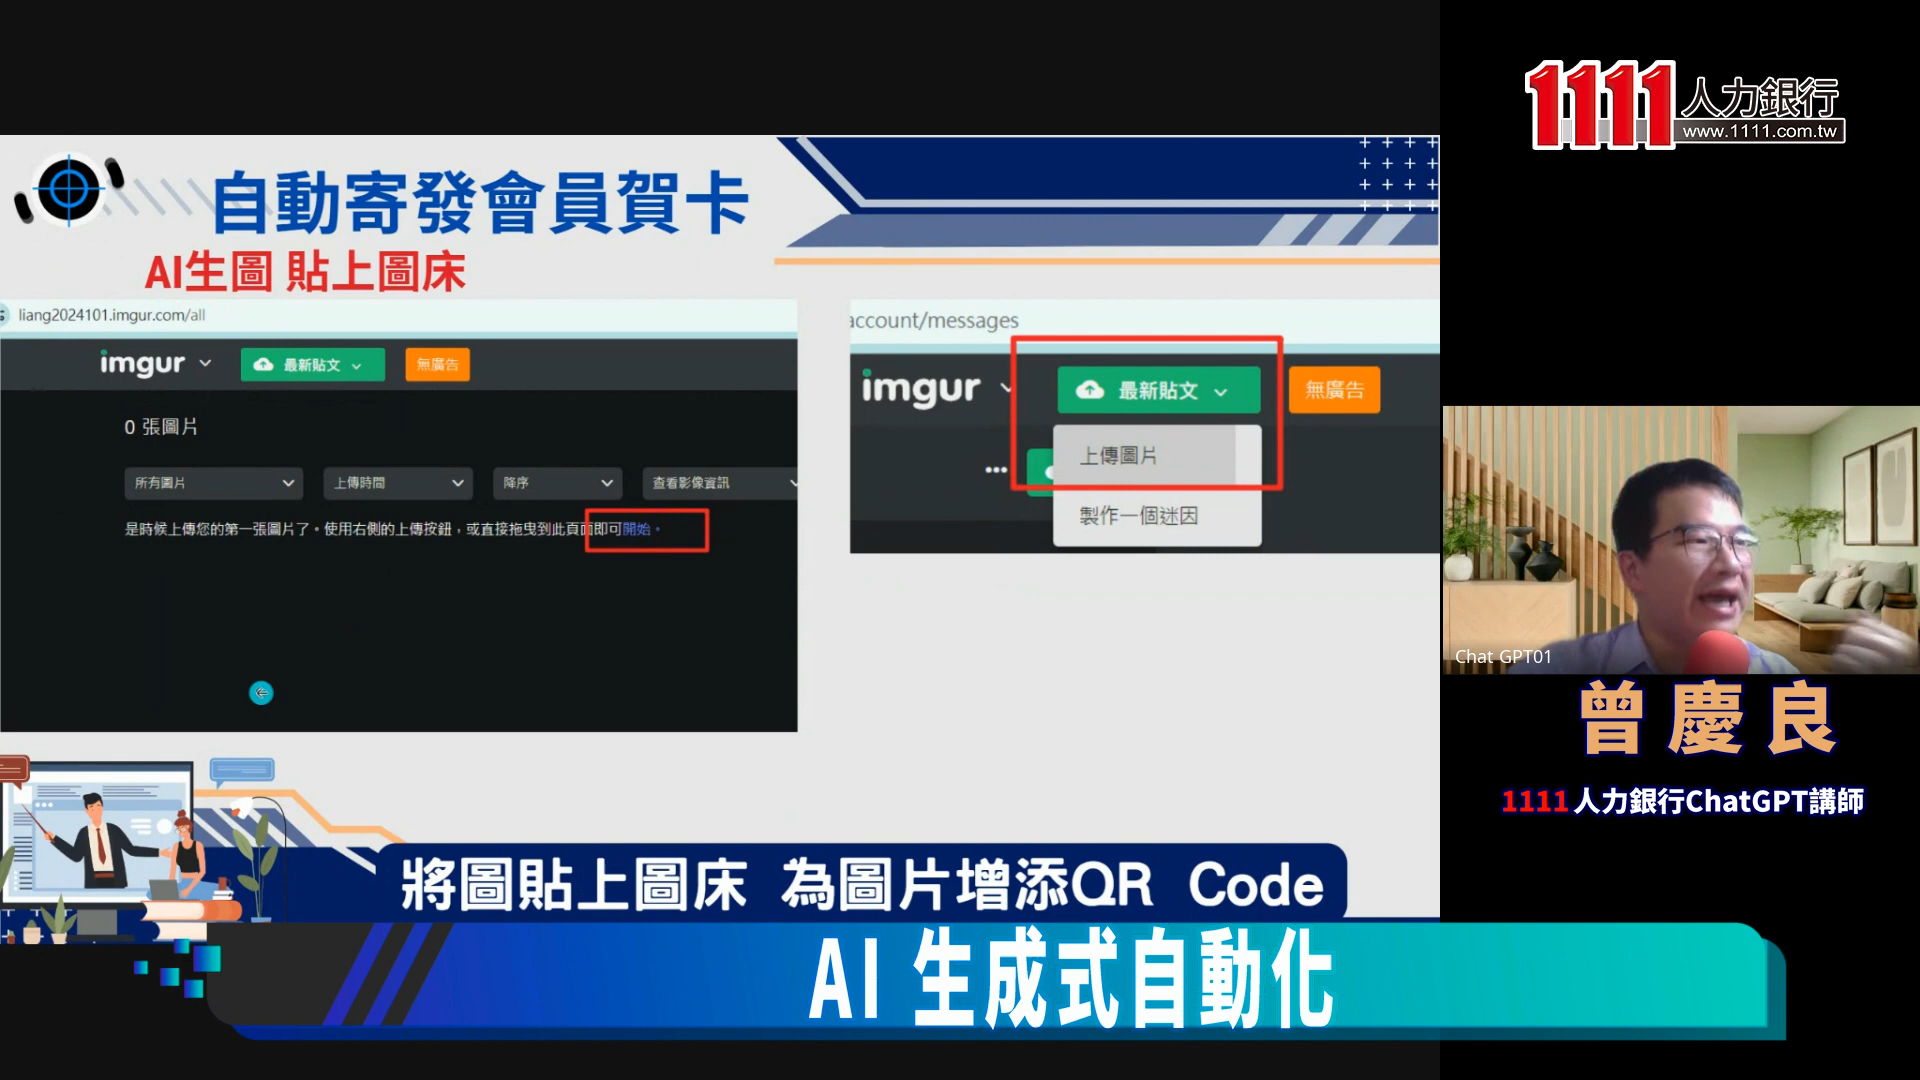 1111 人力銀行
www.1111.com.tw
自動寄發會員賀卡
AI生圖 貼上圖床
liang2024101.imgur.com/all
imgur
最新貼文
無廣告
0 張圖片
所有圖片
上傳時間
降序
查看影像資訊
是時候上傳您的第一張圖片了。使用右側的上傳按鈕，或直接拖曳到此頁面即可開始。
account/messages
imgur
最新貼文
無廣告
上傳圖片
製作一個迷因
Chat GPT01
曾慶良
1111人力銀行ChatGPT講師
將圖貼上圖床 為圖片增添QR Code
AI 生成式自動化